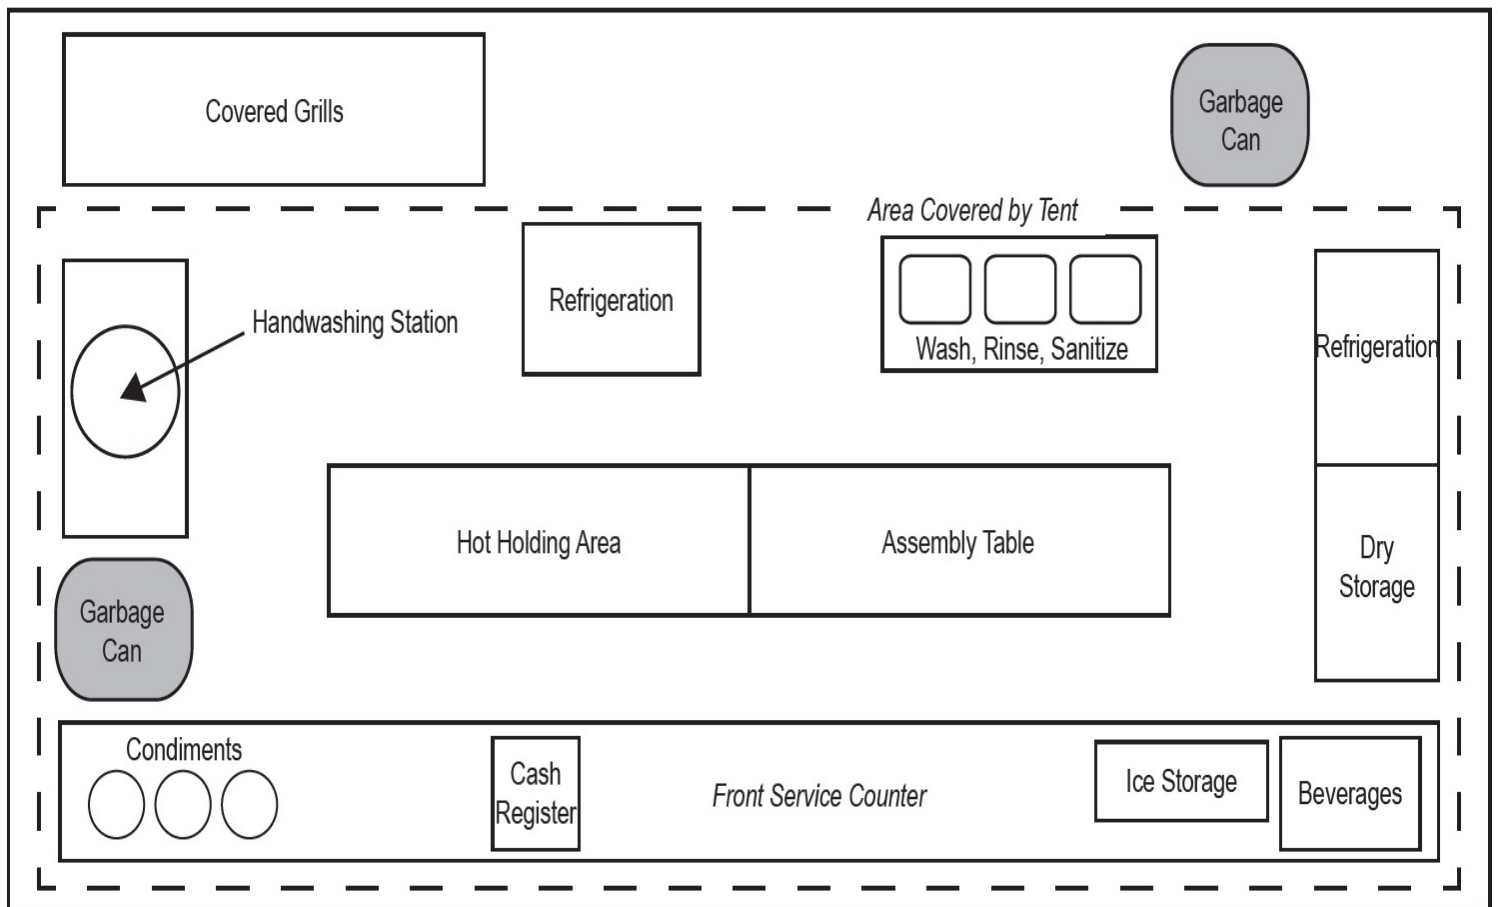 Covered Grills
Garbage
Can
Area Covered by Tent
Refrigeration
Handwashing Station
Wash, Rinse, Sanitize
Refrigeration
Hot Holding Area
Assembly Table
Dry
Storage
Garbage
Can
Condiments
Cash
Register
Front Service Counter
Ice Storage
Beverages